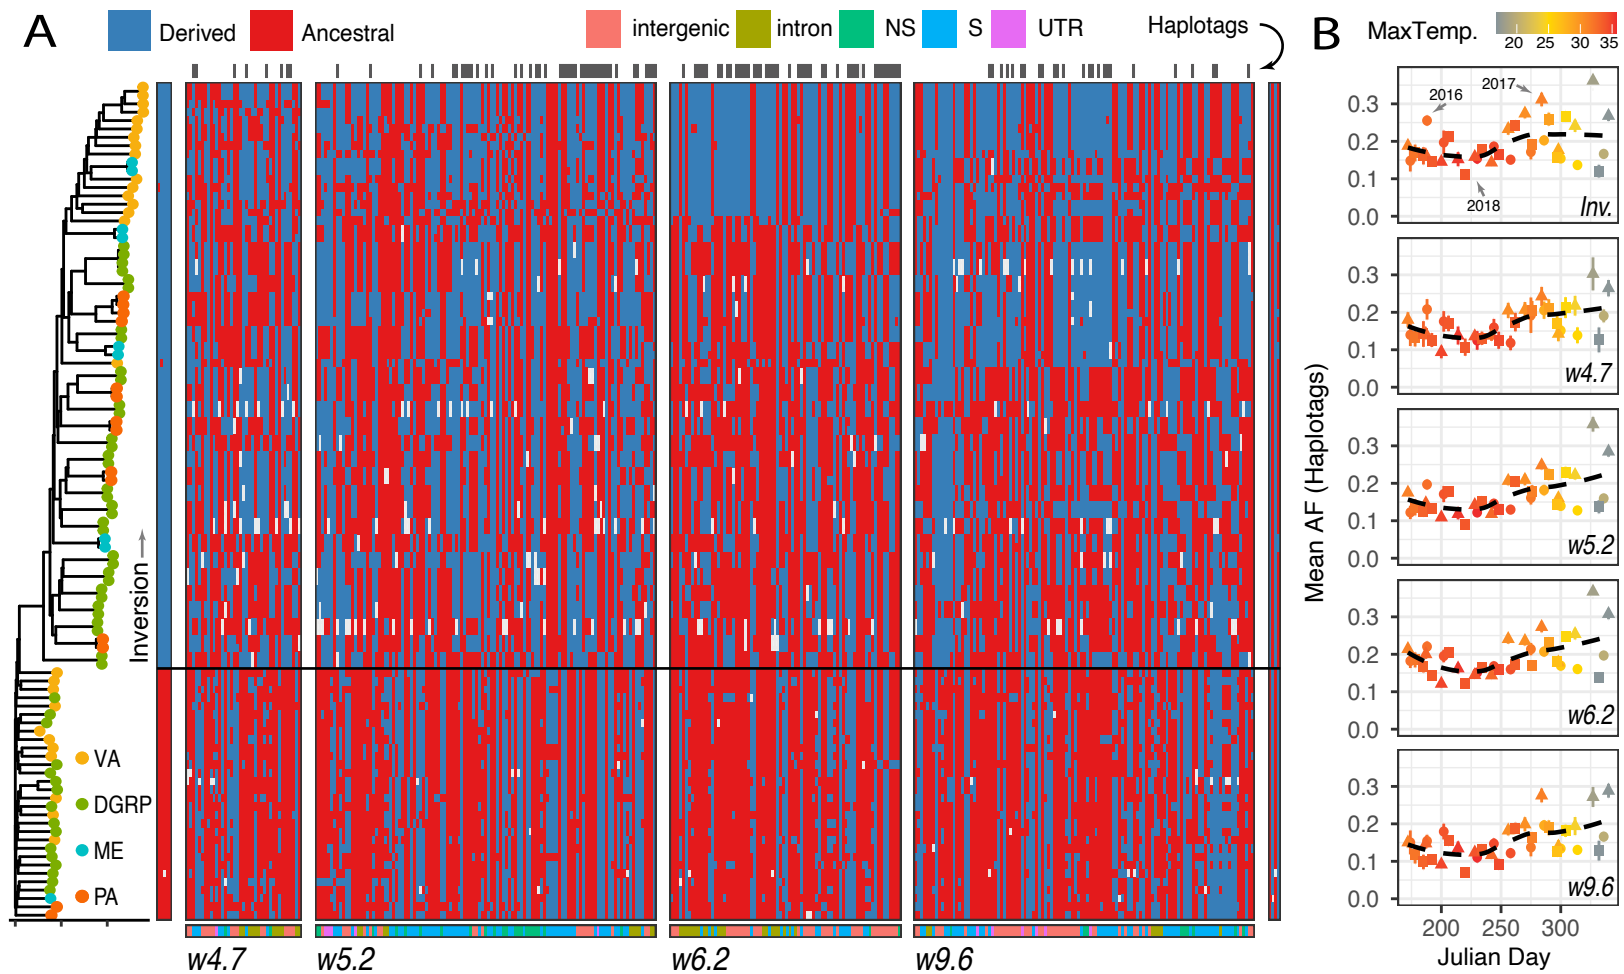 A
Derived
Ancestral
intergenic
intron
NS
S
UTR
Haplotags
Inversion
VA
DGRP
ME
PA
w4.7
w5.2
w6.2
w9.6
B
MaxTemp.
20 25 30 35
Mean AF (Haplotags)
0.3
0.2
0.1
0.0
2016
2017
2018
Inv.
0.3
0.2
0.1
0.0
w4.7
0.3
0.2
0.1
0.0
w5.2
0.3
0.2
0.1
0.0
w6.2
0.3
0.2
0.1
0.0
w9.6
200 250 300
Julian Day